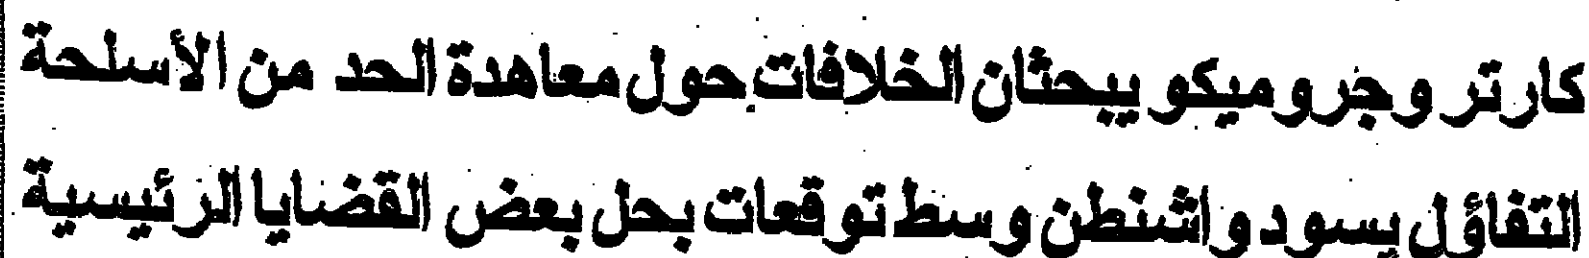 كارتر وجروميكو يبحثان الخلافات حول معاهدة الحد من الأسلحة
التفاؤل يسود واشنطن وسط توقعات بحل بعض القضايا الرئيسية